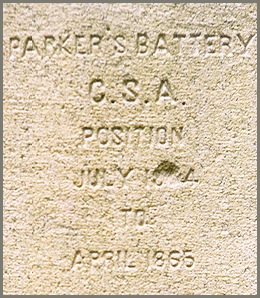 PARKER'S BATTERY
C.S.A.
POSITION
JULY
TO
APRIL 1865